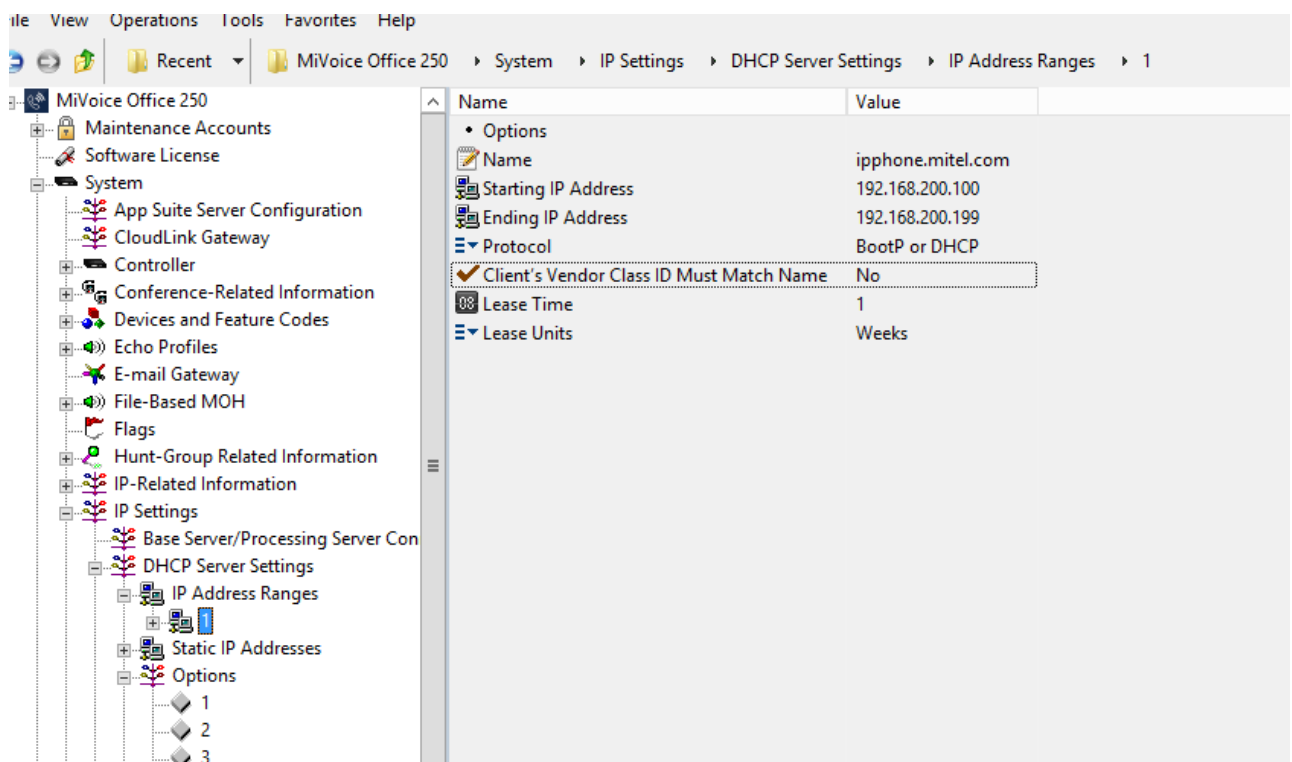 File View Operations Tools Favorites Help
Recent MiVoice Office 250 System IP Settings DHCP Server Settings IP Address Ranges 1
MiVoice Office 250
Maintenance Accounts
Software License
System
App Suite Server Configuration
CloudLink Gateway
Controller
Conference-Related Information
Devices and Feature Codes
Echo Profiles
E-mail Gateway
File-Based MOH
Flags
Hunt-Group Related Information
IP-Related Information
IP Settings
Base Server/Processing Server Con
DHCP Server Settings
IP Address Ranges
1
Static IP Addresses
Options
1
2
3
Name Value
Options
Name ipphone.mitel.com
Starting IP Address 192.168.200.100
Ending IP Address 192.168.200.199
Protocol BootP or DHCP
Client's Vendor Class ID Must Match Name No
08 Lease Time 1
Lease Units Weeks